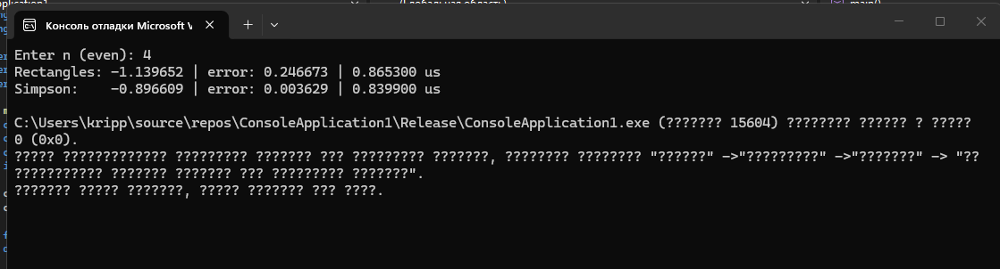 Консоль отладки Microsoft V
Enter n (even): 4
Rectangles: -1.139652 | error: 0.246673 | 0.865300 us
Simpson:    -0.896609 | error: 0.003629 | 0.839900 us
C:\Users\kripp\source\repos\ConsoleApplication1\Release\ConsoleApplication1.exe (??????? 15604) ???????? ?????? ? ?????
0 (0x0).
????? ????????????? ????????? ??????? ??? ????????? ???????, ???????? ???????? "??????" ->"?????????" ->"???????" -> "??
??????????? ??????? ??????? ??? ????????? ???????".
??????? ????? ???????, ????? ??????? ??? ????.